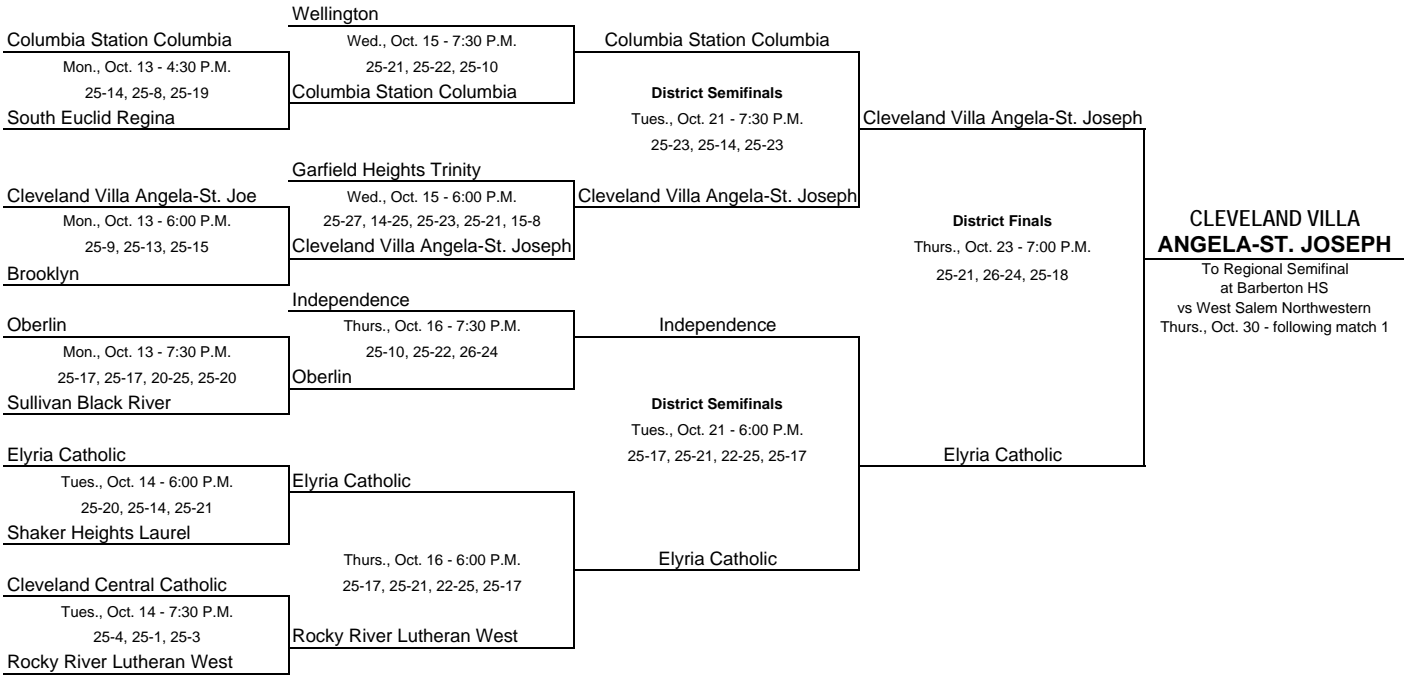 Wellington
Columbia Station Columbia
Mon., Oct. 13 - 4:30 P.M.
25-14, 25-8, 25-19
South Euclid Regina
Wed., Oct. 15 - 7:30 P.M.
25-21, 25-22, 25-10
Columbia Station Columbia
Columbia Station Columbia
District Semifinals
Tues., Oct. 21 - 7:30 P.M.
25-23, 25-14, 25-23
Cleveland Villa Angela-St. Joseph
Garfield Heights Trinity
Cleveland Villa Angela-St. Joe
Mon., Oct. 13 - 6:00 P.M.
25-9, 25-13, 25-15
Brooklyn
Wed., Oct. 15 - 6:00 P.M.
25-27, 14-25, 25-23, 25-21, 15-8
Cleveland Villa Angela-St. Joseph
Cleveland Villa Angela-St. Joseph
District Finals
Thurs., Oct. 23 - 7:00 P.M.
25-21, 26-24, 25-18
CLEVELAND VILLA
ANGELA-ST. JOSEPH
To Regional Semifinal
at Barberton HS
vs West Salem Northwestern
Thurs., Oct. 30 - following match 1
Independence
Oberlin
Mon., Oct. 13 - 7:30 P.M.
25-17, 25-17, 20-25, 25-20
Sullivan Black River
Thurs., Oct. 16 - 7:30 P.M.
25-10, 25-22, 26-24
Oberlin
Independence
District Semifinals
Tues., Oct. 21 - 6:00 P.M.
25-17, 25-21, 22-25, 25-17
Elyria Catholic
Elyria Catholic
Tues., Oct. 14 - 6:00 P.M.
25-20, 25-14, 25-21
Shaker Heights Laurel
Elyria Catholic
Thurs., Oct. 16 - 6:00 P.M.
25-17, 25-21, 22-25, 25-17
Elyria Catholic
Cleveland Central Catholic
Tues., Oct. 14 - 7:30 P.M.
25-4, 25-1, 25-3
Rocky River Lutheran West
Rocky River Lutheran West